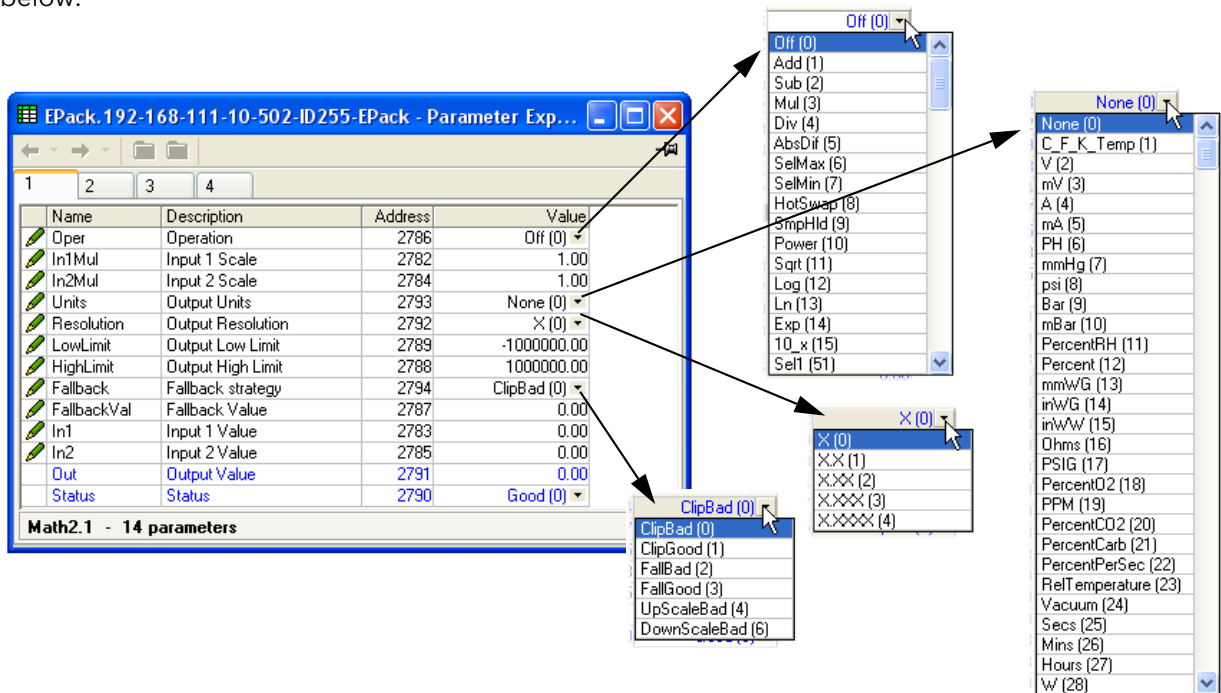 below.
EPack.192-168-111-10-502-ID255-EPack - Parameter Exp...
1 2 3 4
Name Description Address Value
Oper Operation 2786 Off (0)
In1Mul Input 1 Scale 2782 1.00
In2Mul Input 2 Scale 2784 1.00
Units Output Units 2793 None (0)
Resolution Output Resolution 2792 X (0)
LowLimit Output Low Limit 2789 -1000000.00
HighLimit Output High Limit 2788 1000000.00
Fallback Fallback strategy 2794 ClipBad (0)
FallbackVal Fallback Value 2787 0.00
In1 Input 1 Value 2783 0.00
In2 Input 2 Value 2785 0.00
Out Output Value 2791 0.00
Status Status 2790 Good (0)
Math2.1 - 14 parameters
Off (0)
Off (0)
Add (1)
Sub (2)
Mul (3)
Div (4)
AbsDif (5)
SelMax (6)
SelMin (7)
HotSwap (8)
SmpHld (9)
Power (10)
Sqrt (11)
Log (12)
Ln (13)
Exp (14)
10_x (15)
Sel1 (51)
X (0)
X (0)
X.X (1)
X.XX (2)
X.XXX (3)
X.XXXX (4)
ClipBad (0)
ClipBad (0)
ClipGood (1)
FallBad (2)
FallGood (3)
UpScaleBad (4)
DownScaleBad (6)
None (0)
None (0)
C_F_K_Temp (1)
V (2)
mV (3)
A (4)
mA (5)
PH (6)
mmHg (7)
psi (8)
Bar (9)
mBar (10)
PercentRH (11)
Percent (12)
mmWG (13)
inWG (14)
inWW (15)
Ohms (16)
PSIG (17)
PercentO2 (18)
PPM (19)
PercentCO2 (20)
PercentCarb (21)
PercentPerSec (22)
RelTemperature (23)
Vacuum (24)
Secs (25)
Mins (26)
Hours (27)
W (28)